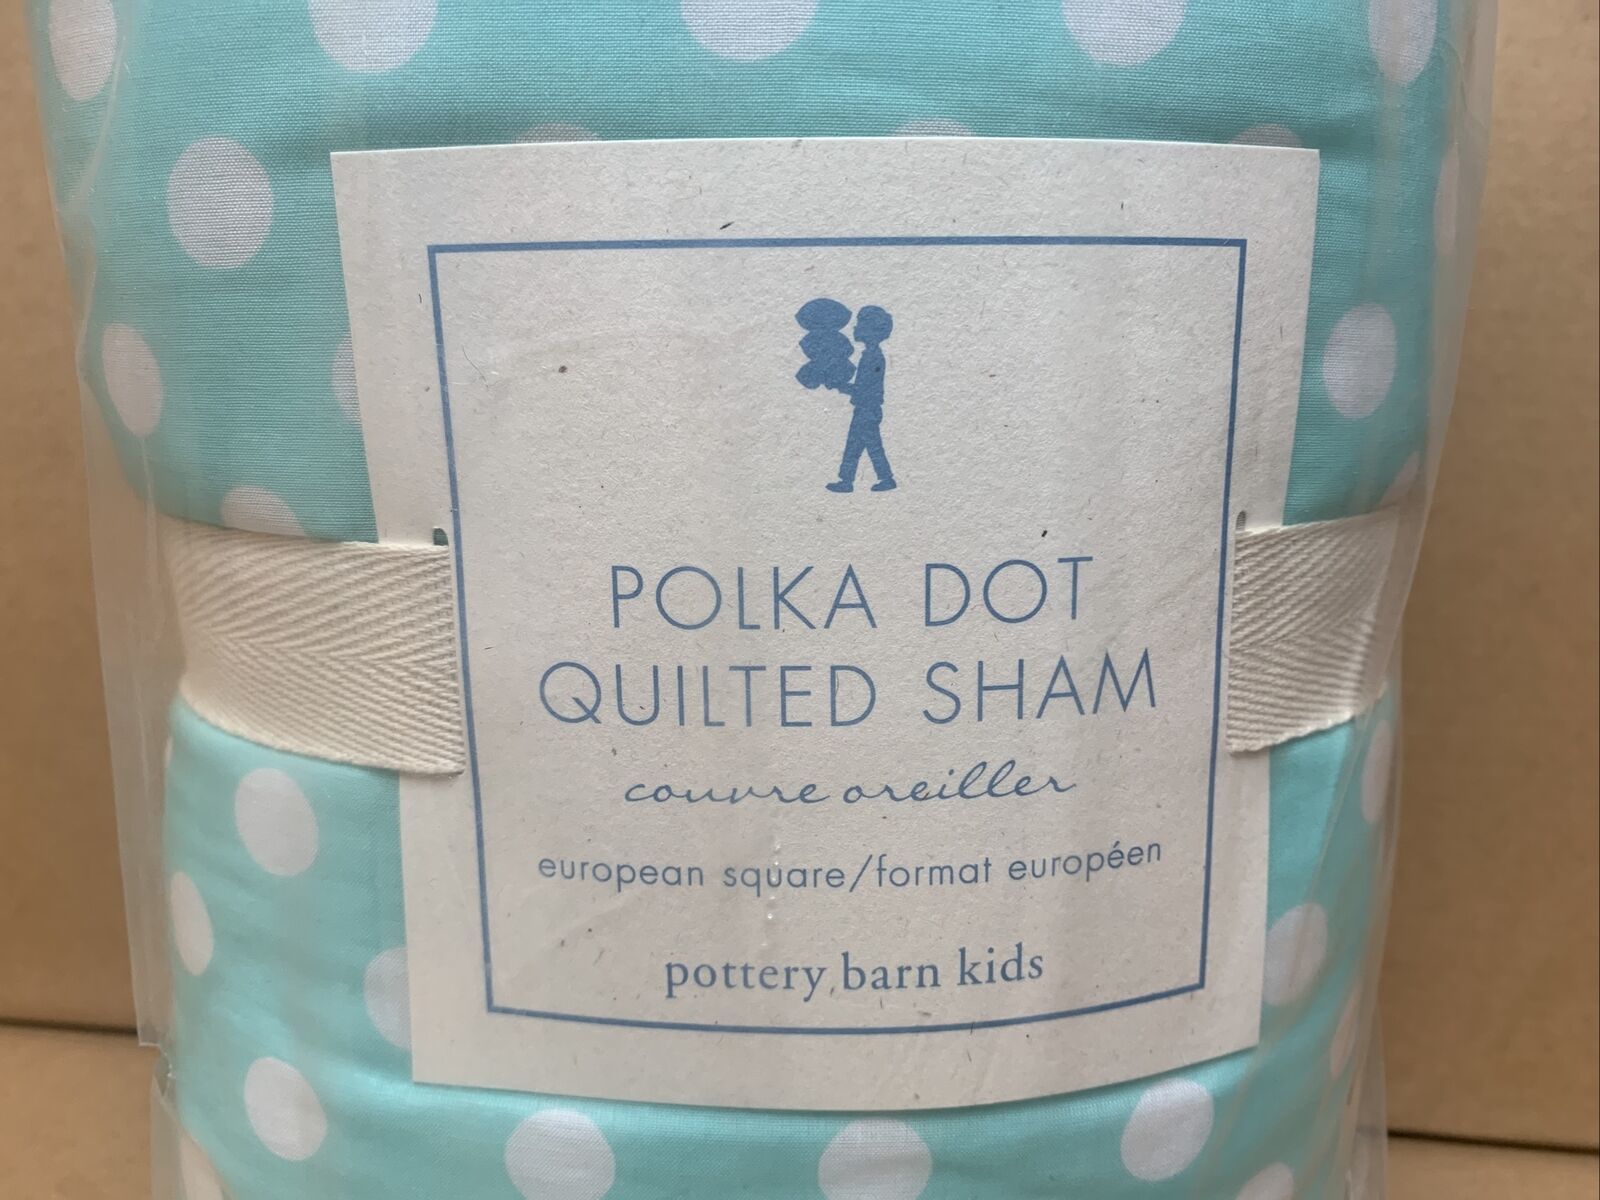 POLKA DOT
QUILTED SHAM
couvre oreiller
european square/format européen
pottery barn kids